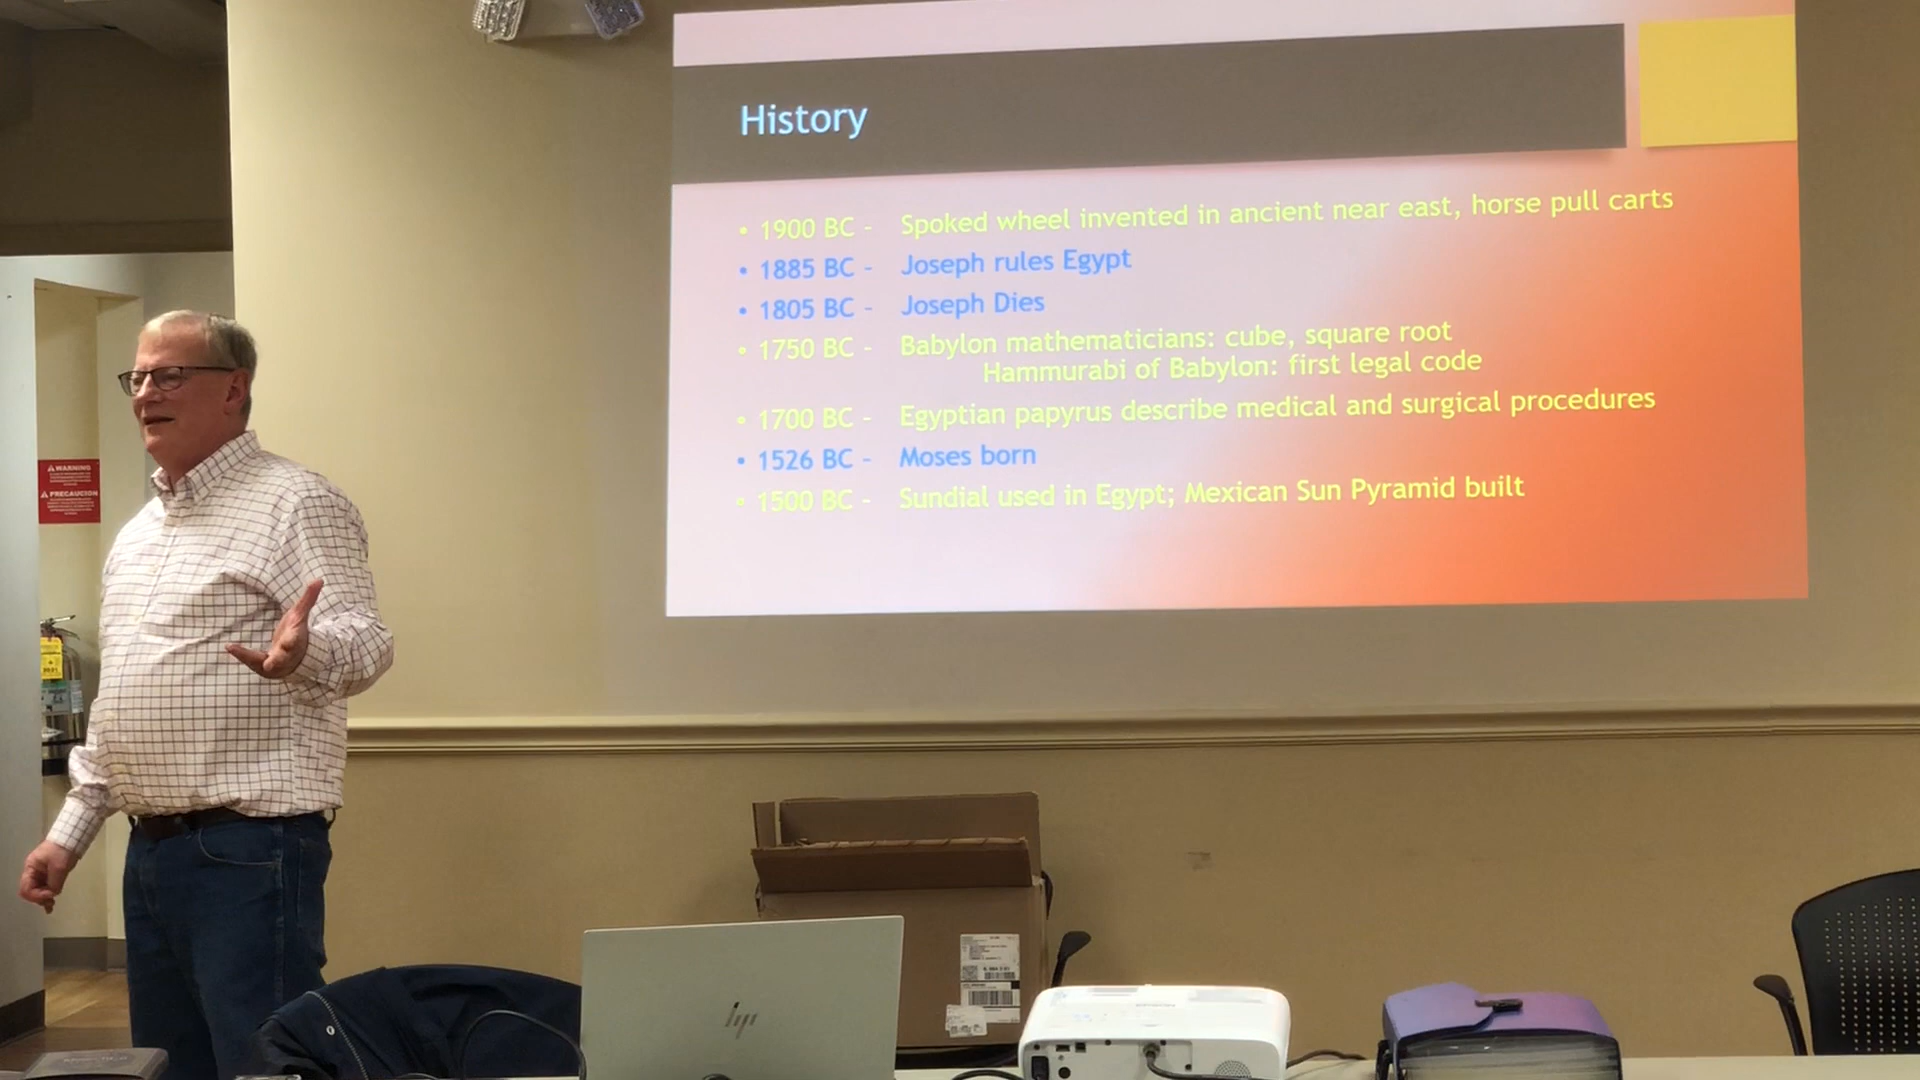 History
• 1900 BC - Spoked wheel invented in ancient near east, horse pull carts
• 1885 BC - Joseph rules Egypt
• 1805 BC - Joseph Dies
• 1750 BC - Babylon mathematicians: cube, square root
Hammurabi of Babylon: first legal code
• 1700 BC - Egyptian papyrus describe medical and surgical procedures
• 1526 BC - Moses born
• 1500 BC - Sundial used in Egypt; Mexican Sun Pyramid built
WARNING
PRECAUCION
hp